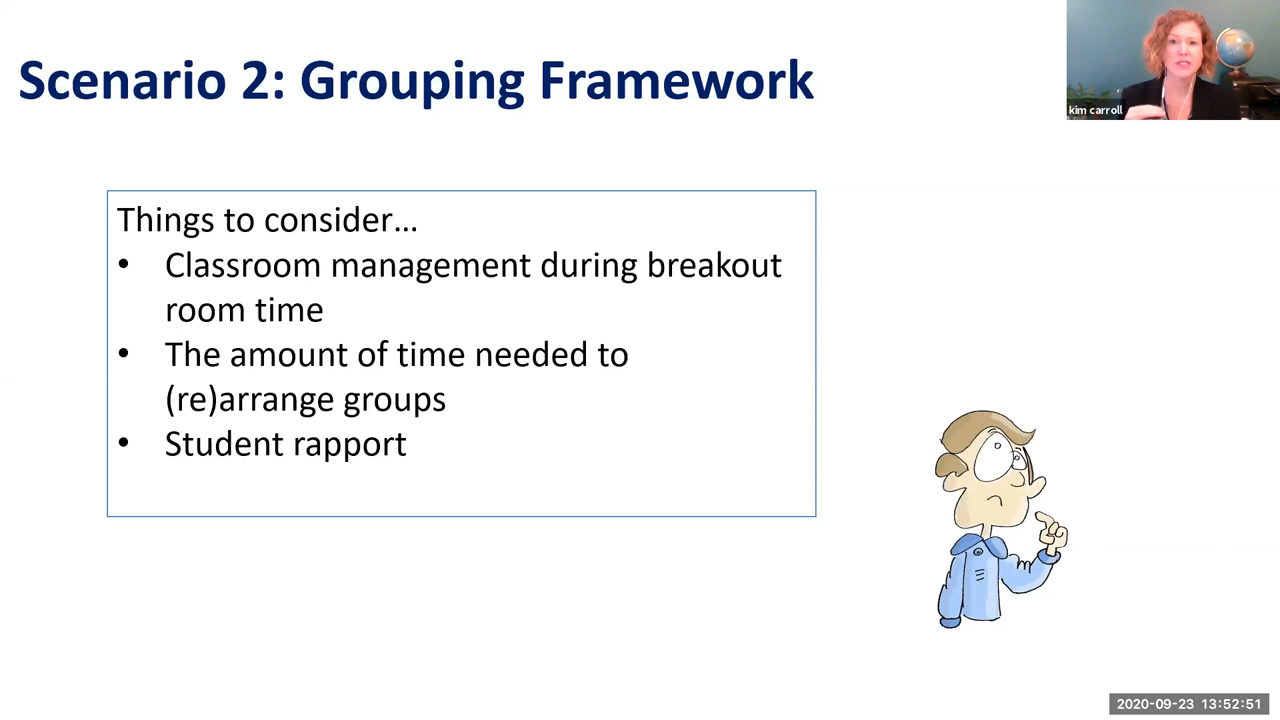 Scenario 2: Grouping Framework
kim carroll
Things to consider…
• Classroom management during breakout
room time
• The amount of time needed to
(re)arrange groups
• Student rapport
2020-09-23 13:52:51